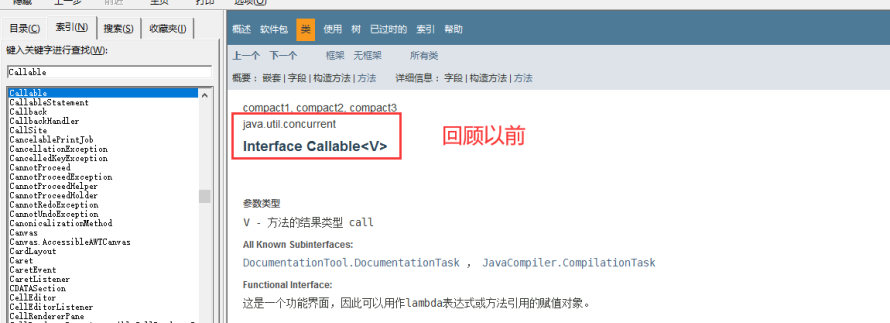 隐藏 上一步 前进 主页 打印 选项(O)
目录(C) 索引(N) 搜索(S) 收藏夹(I)
键入关键字进行查找(W):
Callable
Callable
CallableStatement
Callback
CallbackHandler
CallSite
CancelablePrintJob
CancellationException
CancelledKeyException
CannotProceed
CannotProceedException
CannotProceedHelper
CannotProceedHolder
CannotRedoException
CannotUndoException
CanonicalizationMethod
Canvas
Canvas.AccessibleAWTCanvas
CardLayout
Caret
CaretEvent
CaretListener
CDATASection
CellEditor
CellEditorListener
CellRendererPane
概述 软件包 类 使用 树 已过时的 索引 帮助
上一个 下一个 框架 无框架 所有类
概要： 嵌套 | 字段 | 构造方法 | 方法 详细信息： 字段 | 构造方法 | 方法
compact1, compact2, compact3
java.util.concurrent
Interface Callable<V>
回顾以前
参数类型
V - 方法的结果类型 call
All Known Subinterfaces:
DocumentationTool.DocumentationTask ， JavaCompiler.CompilationTask
Functional Interface:
这是一个功能界面，因此可以用作lambda表达式或方法引用的赋值对象。